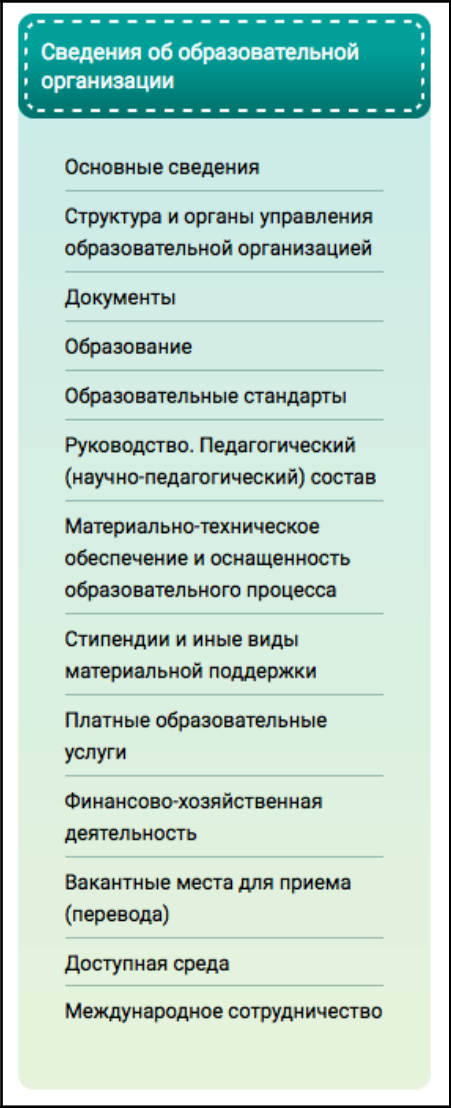 Сведения об образовательной
организации
Основные сведения
Структура и органы управления
образовательной организацией
Документы
Образование
Образовательные стандарты
Руководство. Педагогический
(научно-педагогический) состав
Материально-техническое
обеспечение и оснащенность
образовательного процесса
Стипендии и иные виды
материальной поддержки
Платные образовательные
услуги
Финансово-хозяйственная
деятельность
Вакантные места для приема
(перевода)
Доступная среда
Международное сотрудничество